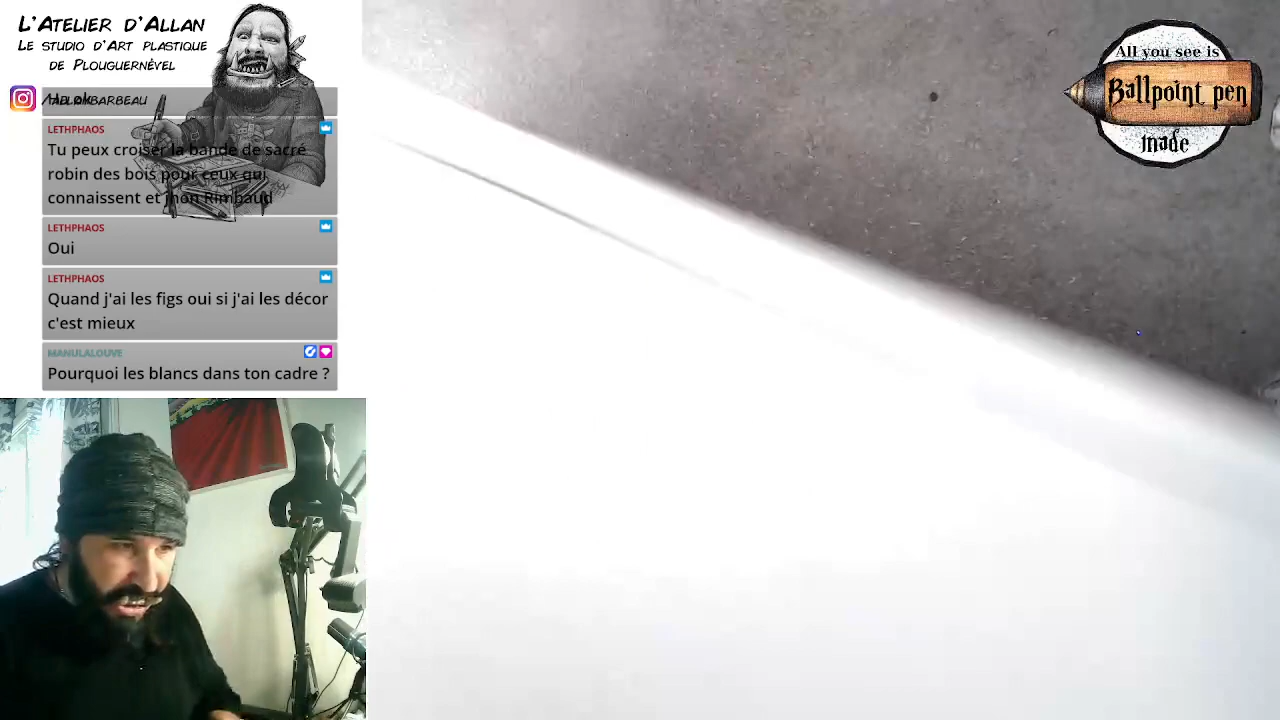 L'Atelier d'Allan
Le studio d'Art plastique
de Plouguernével
LETHPHAOS
Tu peux croiser la bande de sacré
robin des bois pour ceux qui
connaissent et jhon Rimbaud
LETHPHAOS
Oui
LETHPHAOS
Quand j'ai les figs oui si j'ai les décor
c'est mieux
MANULALOUVE
Pourquoi les blancs dans ton cadre ?
All you see is
Ballpoint pen
made